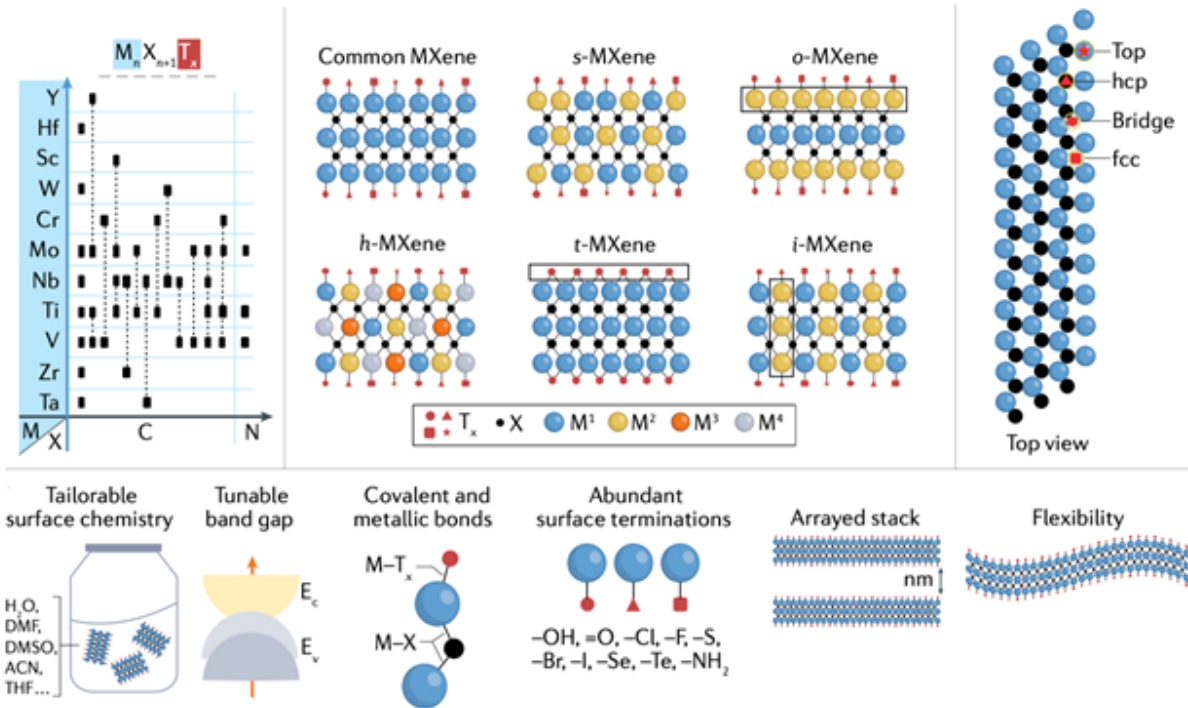 MₙXₙ₊₁Tₓ
Y
Hf
Sc
W
Cr
Mo
Nb
Ti
V
Zr
Ta
M
X
C
N
Common MXene
s-MXene
o-MXene
h-MXene
t-MXene
i-MXene
Tₓ
X
M¹
M²
M³
M⁴
Top
hcp
Bridge
fcc
Top view
Tailorable
surface chemistry
H₂O,
DMF,
DMSO,
ACN,
THF...
Tunable
band gap
E_c
E_v
Covalent and
metallic bonds
M–Tₓ
M–X
Abundant
surface terminations
–OH, =O, –Cl, –F, –S,
–Br, –I, –Se, –Te, –NH₂
Arrayed stack
nm
Flexibility